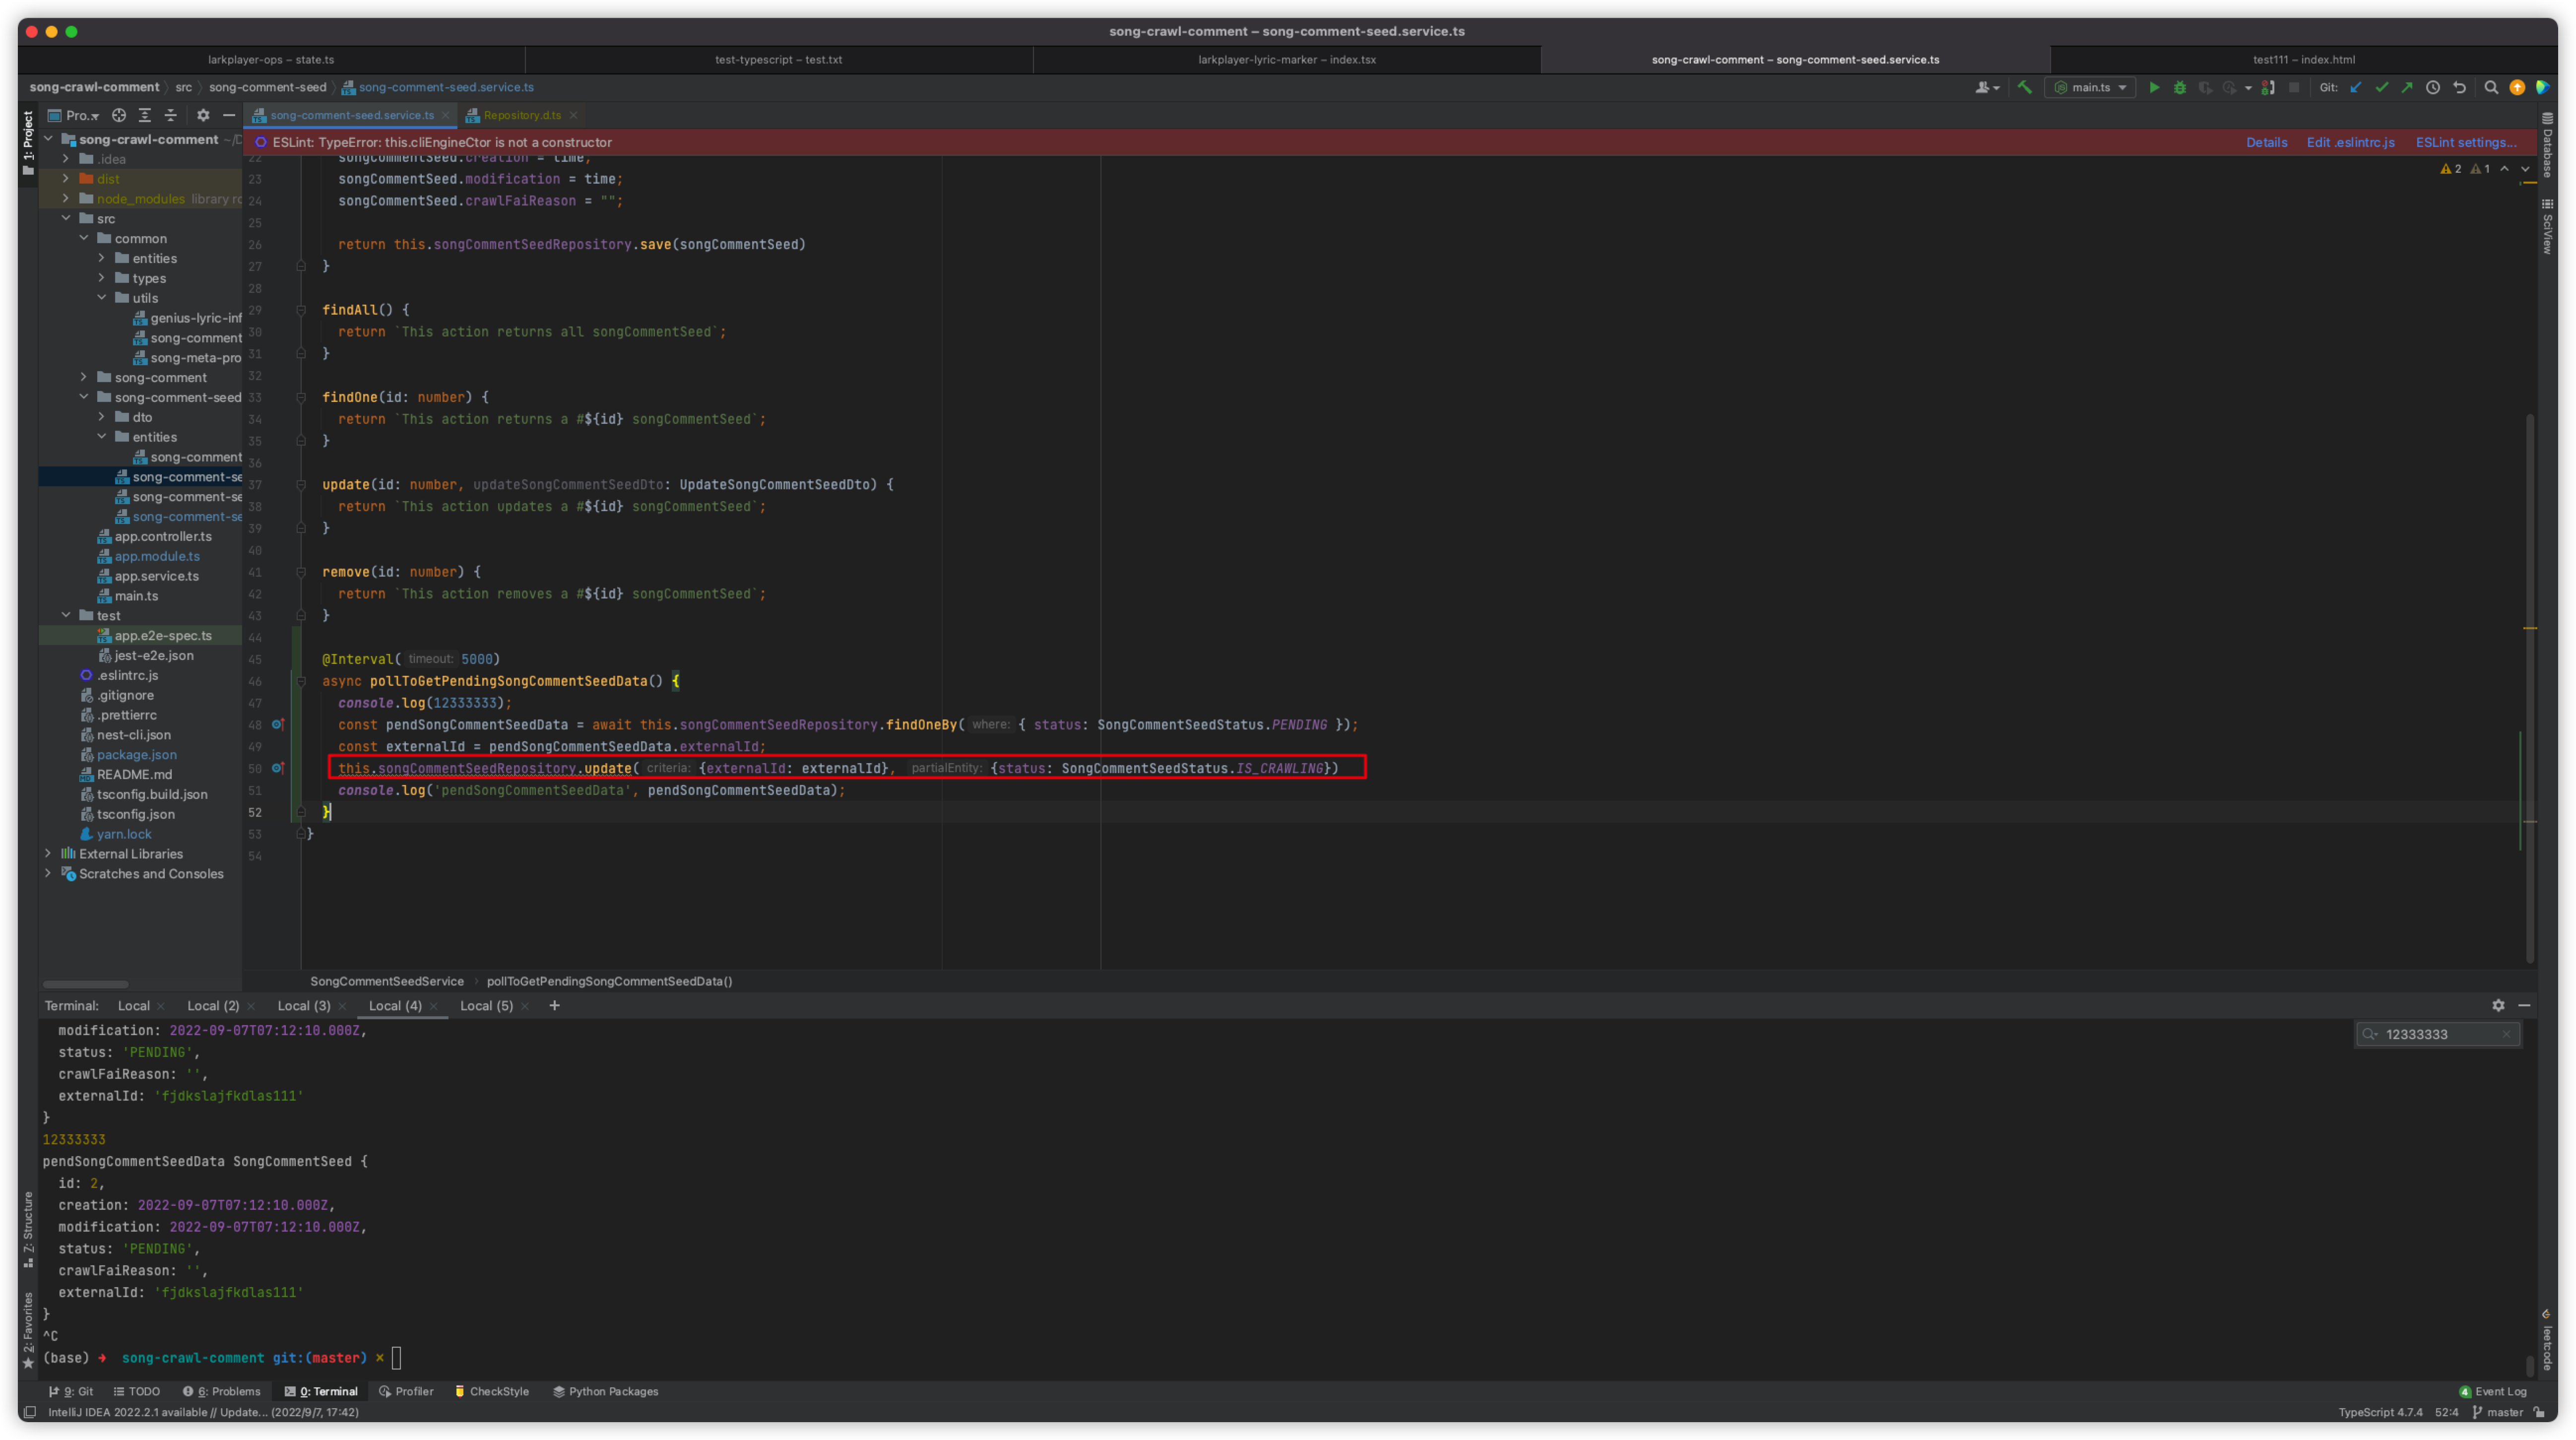 song-crawl-comment – song-comment-seed.service.ts
larkplayer-ops – state.ts
test-typescript – test.txt
larkplayer-lyric-marker – index.tsx
song-crawl-comment – song-comment-seed.service.ts
test111 – index.html
song-crawl-comment src song-comment-seed song-comment-seed.service.ts
main.ts
Git:
1: Project
Pro..
song-comment-seed.service.ts
Repository.d.ts
ESLint: TypeError: this.cliEngineCtor is not a constructor
Details Edit .eslintrc.js ESLint settings...
2 1
Database
SciView
song-crawl-comment ~/D
.idea
dist
node_modules library ro
src
common
entities
types
utils
genius-lyric-inf
song-comment
song-meta-pro
song-comment
song-comment-seed
dto
entities
song-comment
song-comment-se
song-comment-se
song-comment-se
app.controller.ts
app.module.ts
app.service.ts
main.ts
test
app.e2e-spec.ts
jest-e2e.json
.eslintrc.js
.gitignore
.prettierrc
nest-cli.json
package.json
README.md
tsconfig.build.json
tsconfig.json
yarn.lock
External Libraries
Scratches and Consoles
22 songCommentSeed.creation = time;
23 songCommentSeed.modification = time;
24 songCommentSeed.crawlFaiReason = "";
25
26 return this.songCommentSeedRepository.save(songCommentSeed)
27 }
28
29 findAll() {
30 return `This action returns all songCommentSeed`;
31 }
32
33 findOne(id: number) {
34 return `This action returns a #${id} songCommentSeed`;
35 }
36
37 update(id: number, updateSongCommentSeedDto: UpdateSongCommentSeedDto) {
38 return `This action updates a #${id} songCommentSeed`;
39 }
40
41 remove(id: number) {
42 return `This action removes a #${id} songCommentSeed`;
43 }
44
45 @Interval( timeout: 5000)
46 async pollToGetPendingSongCommentSeedData() {
47 console.log(12333333);
48 const pendSongCommentSeedData = await this.songCommentSeedRepository.findOneBy( where: { status: SongCommentSeedStatus.PENDING });
49 const externalId = pendSongCommentSeedData.externalId;
50 this.songCommentSeedRepository.update( criteria: {externalId: externalId}, partialEntity: {status: SongCommentSeedStatus.IS_CRAWLING})
51 console.log('pendSongCommentSeedData', pendSongCommentSeedData);
52 }
53 }
54
SongCommentSeedService pollToGetPendingSongCommentSeedData()
Terminal: Local Local (2) Local (3) Local (4) Local (5) +
12333333
modification: 2022-09-07T07:12:10.000Z,
status: 'PENDING',
crawlFaiReason: '',
externalId: 'fjdkslajfkdlas111'
}
12333333
pendSongCommentSeedData SongCommentSeed {
id: 2,
creation: 2022-09-07T07:12:10.000Z,
modification: 2022-09-07T07:12:10.000Z,
status: 'PENDING',
crawlFaiReason: '',
externalId: 'fjdkslajfkdlas111'
}
^C
(base) ➜ song-crawl-comment git:(master) ×
7: Structure
2: Favorites
leetcode
9: Git TODO 6: Problems 0: Terminal Profiler CheckStyle Python Packages
4 Event Log
IntelliJ IDEA 2022.2.1 available // Update... (2022/9/7, 17:42)
TypeScript 4.7.4 52:4 master